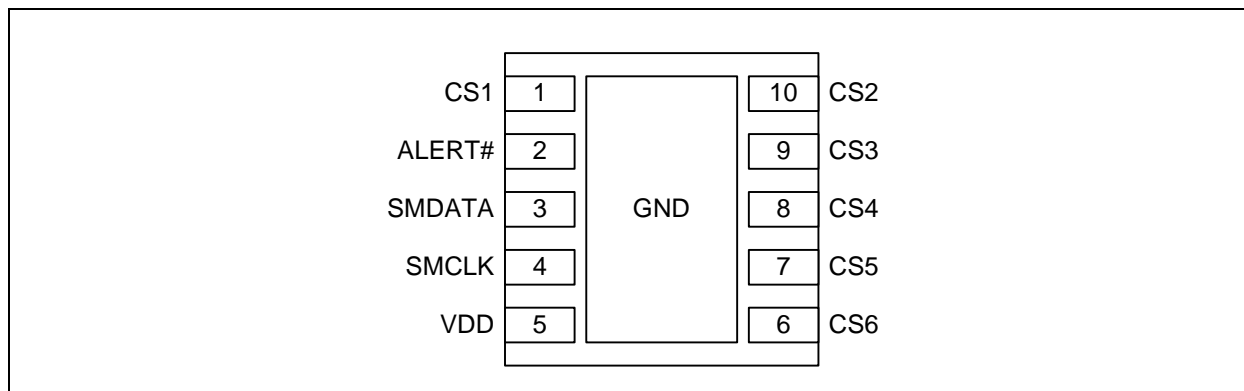 CS1 1 10 CS2
ALERT# 2 9 CS3
SMDATA 3 GND 8 CS4
SMCLK 4 7 CS5
VDD 5 6 CS6